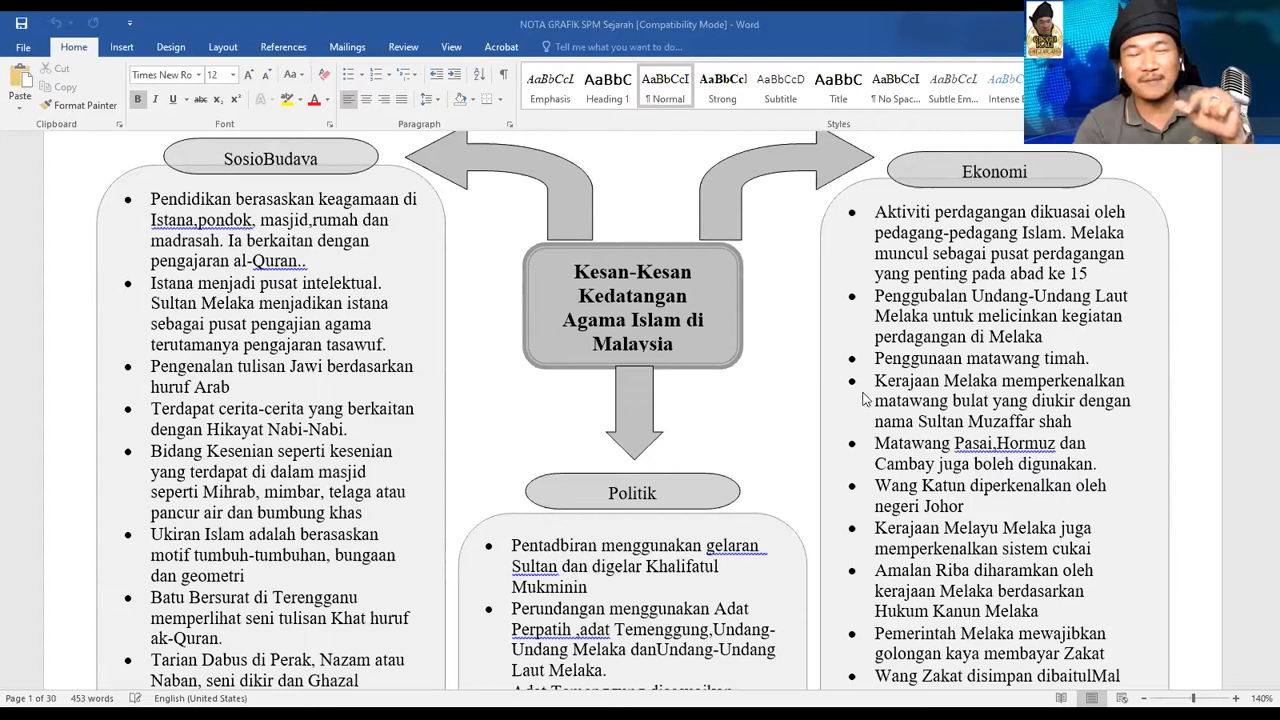 NOTA GRAFIK SPM Sejarah [Compatibility Mode] - Word
File Home Insert Design Layout References Mailings Review View Acrobat Tell me what you want to do...
Paste
Cut
Copy
Format Painter
Times New Ro 12
AaBbCcL AaBbC AaBbCcI AaBbCc AaBbCcD AaBbC AaBbCcI AaBbCcL
Emphasis Heading 1 ¶ Normal Strong Subtitle Title ¶ No Spac... Subtle Em... Intense
Clipboard Font Paragraph Styles
SosioBudaya
• Pendidikan berasaskan keagamaan di
Istana,pondok, masjid,rumah dan
madrasah. Ia berkaitan dengan
pengajaran al-Quran..
• Istana menjadi pusat intelektual.
Sultan Melaka menjadikan istana
sebagai pusat pengajian agama
terutamanya pengajaran tasawuf.
• Pengenalan tulisan Jawi berdasarkan
huruf Arab
• Terdapat cerita-cerita yang berkaitan
dengan Hikayat Nabi-Nabi.
• Bidang Kesenian seperti kesenian
yang terdapat di dalam masjid
seperti Mihrab, mimbar, telaga atau
pancur air dan bumbung khas
• Ukiran Islam adalah berasaskan
motif tumbuh-tumbuhan, bungaan
dan geometri
• Batu Bersurat di Terengganu
memperlihat seni tulisan Khat huruf
ak-Quran.
• Tarian Dabus di Perak, Nazam atau
Naban, seni dikir dan Ghazal
Kesan-Kesan
Kedatangan
Agama Islam di
Malaysia
Politik
• Pentadbiran menggunakan gelaran
Sultan dan digelar Khalifatul
Mukminin
• Perundangan menggunakan Adat
Perpatih ,adat Temenggung,Undang-
Undang Melaka danUndang-Undang
Laut Melaka.
Ekonomi
• Aktiviti perdagangan dikuasai oleh
pedagang-pedagang Islam. Melaka
muncul sebagai pusat perdagangan
yang penting pada abad ke 15
• Penggubalan Undang-Undang Laut
Melaka untuk melicinkan kegiatan
perdagangan di Melaka
• Penggunaan matawang timah.
• Kerajaan Melaka memperkenalkan
matawang bulat yang diukir dengan
nama Sultan Muzaffar shah
• Matawang Pasai,Hormuz dan
Cambay juga boleh digunakan.
• Wang Katun diperkenalkan oleh
negeri Johor
• Kerajaan Melayu Melaka juga
memperkenalkan sistem cukai
• Amalan Riba diharamkan oleh
kerajaan Melaka berdasarkan
Hukum Kanun Melaka
• Pemerintah Melaka mewajibkan
golongan kaya membayar Zakat
• Wang Zakat disimpan dibaitulMal
Page 1 of 30 453 words English (United States) 140%